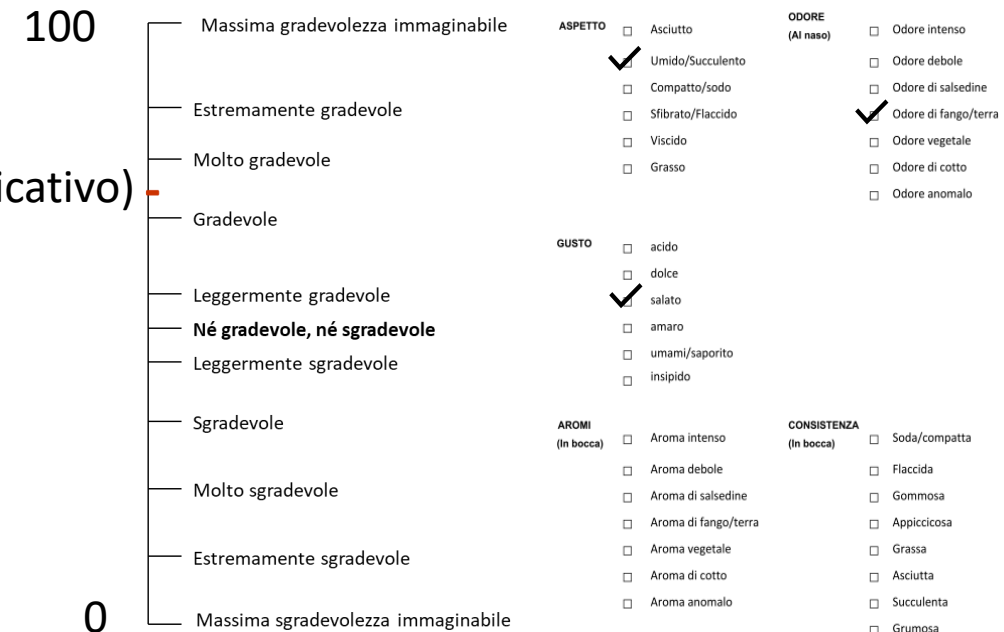 100
Massima gradevolezza immaginabile
Estremamente gradevole
Molto gradevole
icativo)
Gradevole
Leggermente gradevole
Né gradevole, né sgradevole
Leggermente sgradevole
Sgradevole
Molto sgradevole
Estremamente sgradevole
0
Massima sgradevolezza immaginabile
ASPETTO
Asciutto
Umido/Succulento
Compatto/sodo
Sfibrato/Flaccido
Viscido
Grasso
ODORE
(Al naso)
Odore intenso
Odore debole
Odore di salsedine
Odore di fango/terra
Odore vegetale
Odore di cotto
Odore anomalo
GUSTO
acido
dolce
salato
amaro
umami/saporito
insipido
AROMI
(In bocca)
Aroma intenso
Aroma debole
Aroma di salsedine
Aroma di fango/terra
Aroma vegetale
Aroma di cotto
Aroma anomalo
CONSISTENZA
(In bocca)
Soda/compatta
Flaccida
Gommosa
Appiccicosa
Grassa
Asciutta
Succulenta
Grumosa